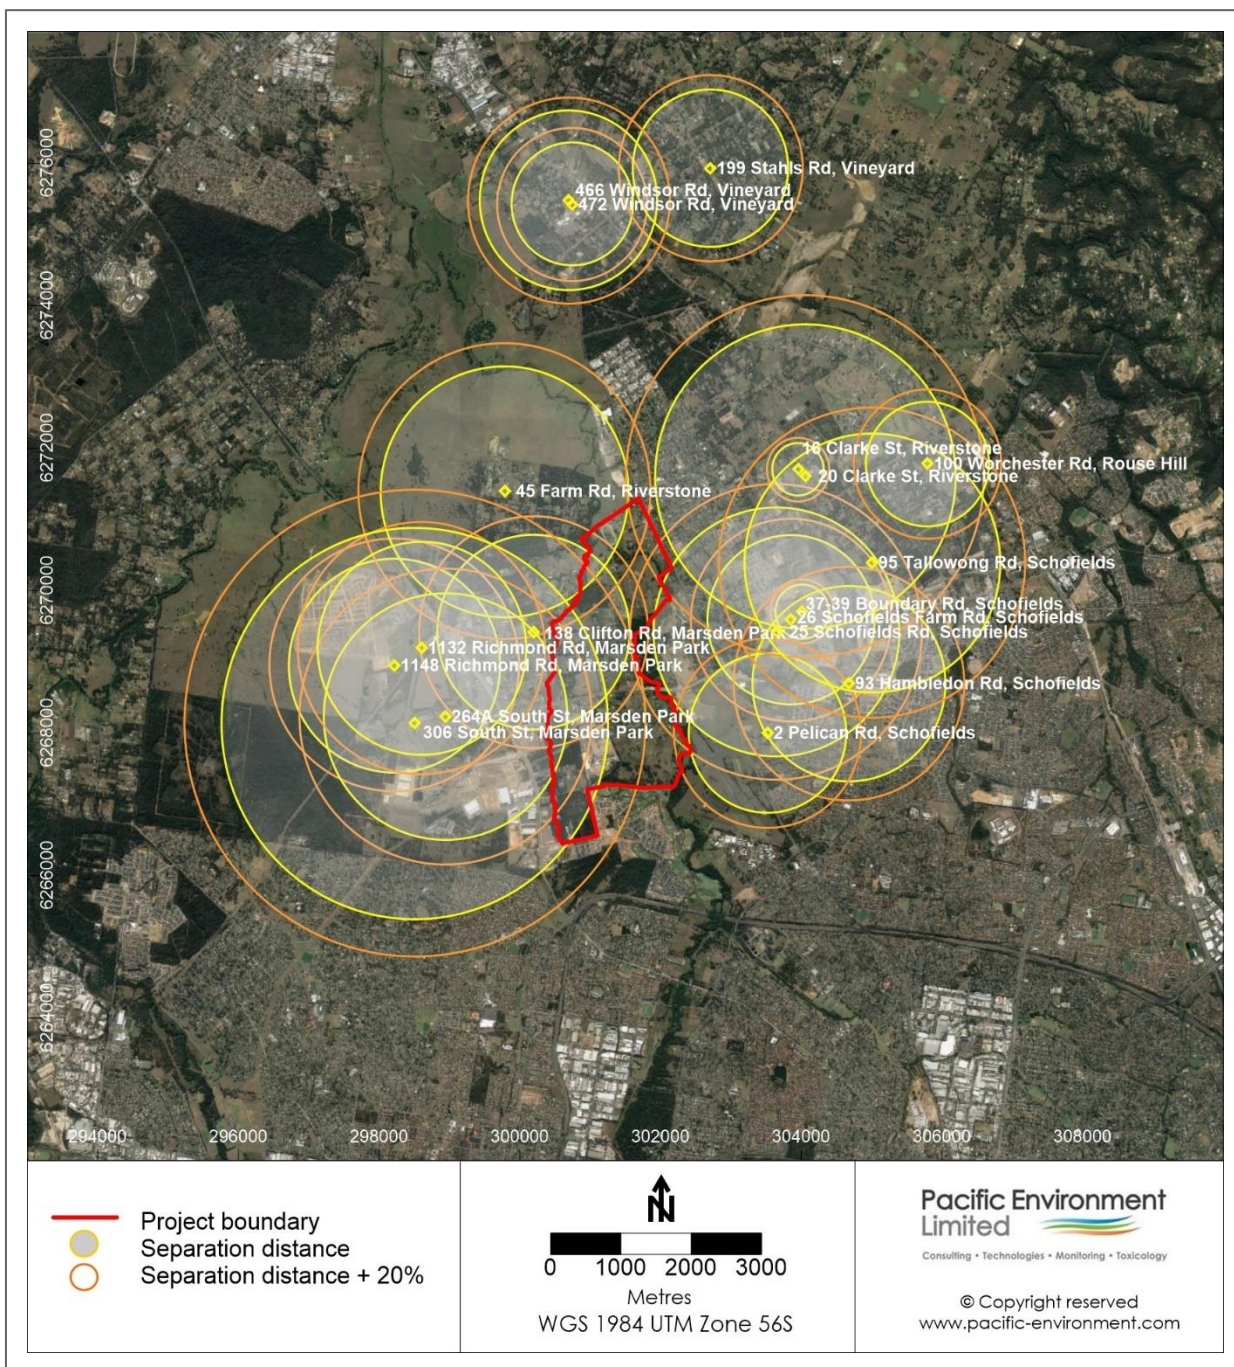 6276000
6274000
6272000
6270000
6268000
6266000
6264000
199 Stahls Rd, Vineyard
466 Windsor Rd, Vineyard
472 Windsor Rd, Vineyard
16 Clarke St, Riverstone
100 Worchester Rd, Rouse Hill
20 Clarke St, Riverstone
45 Farm Rd, Riverstone
95 Tallowong Rd, Schofields
37-39 Boundary Rd, Schofields
26 Schofields Farm Rd, Schofields
138 Clifton Rd, Marsden Park
25 Schofields Rd, Schofields
1132 Richmond Rd, Marsden Park
1148 Richmond Rd, Marsden Park
93 Hambledon Rd, Schofields
264A South St, Marsden Park
306 South St, Marsden Park
2 Pelican Rd, Schofields
294000 296000 298000 300000 302000 304000 306000 308000
Project boundary
Separation distance
Separation distance + 20%
N
0 1000 2000 3000
Metres
WGS 1984 UTM Zone 56S
Pacific Environment
Limited
Consulting • Technologies • Monitoring • Toxicology
© Copyright reserved
www.pacific-environment.com